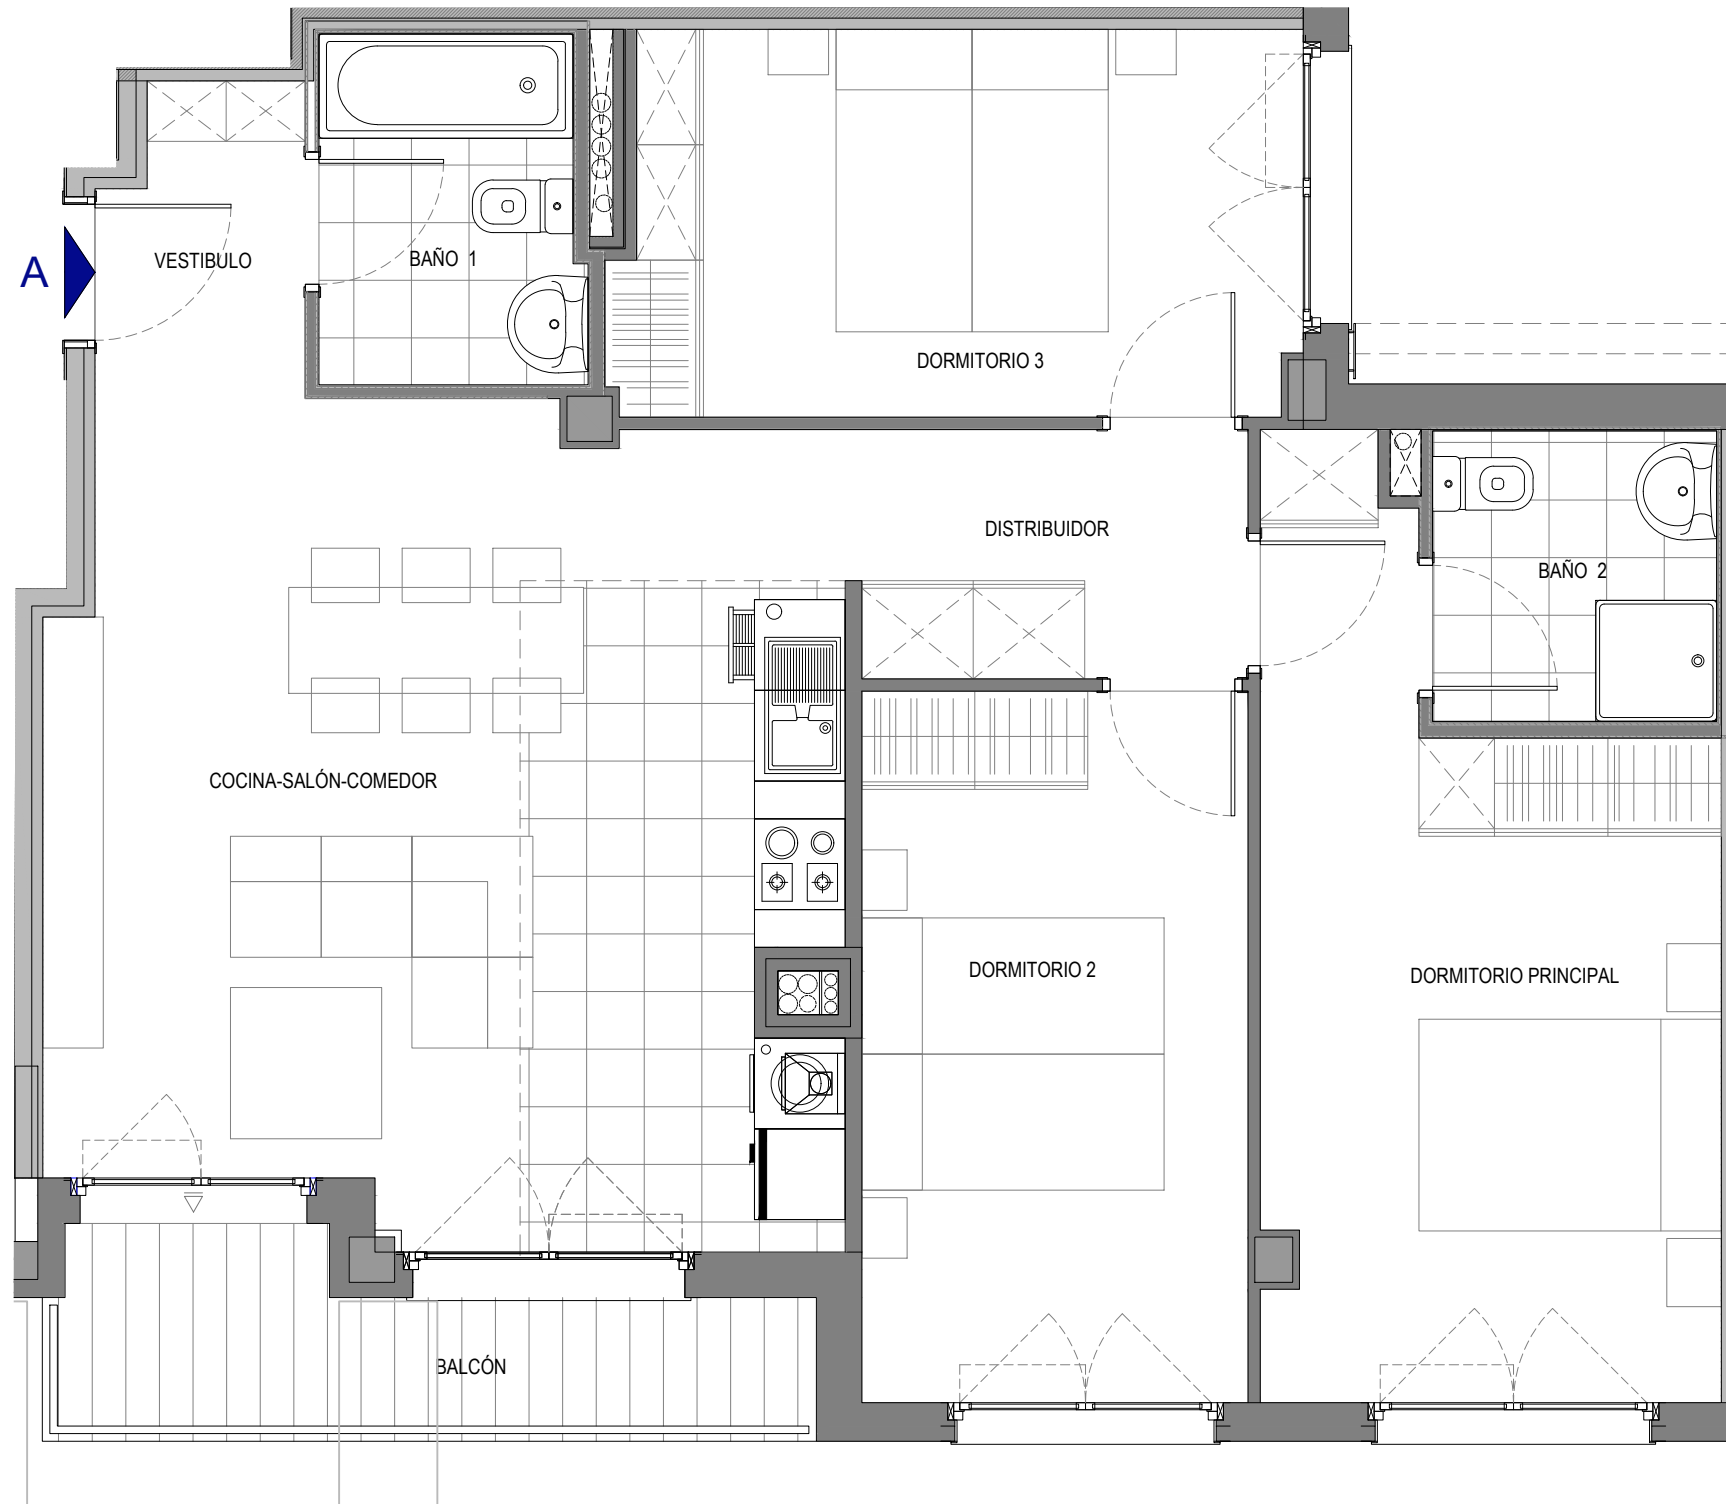 A
VESTIBULO
BAÑO 1
DORMITORIO 3
DISTRIBUIDOR
BAÑO 2
COCINA-SALÓN-COMEDOR
DORMITORIO 2
DORMITORIO PRINCIPAL
BALCÓN